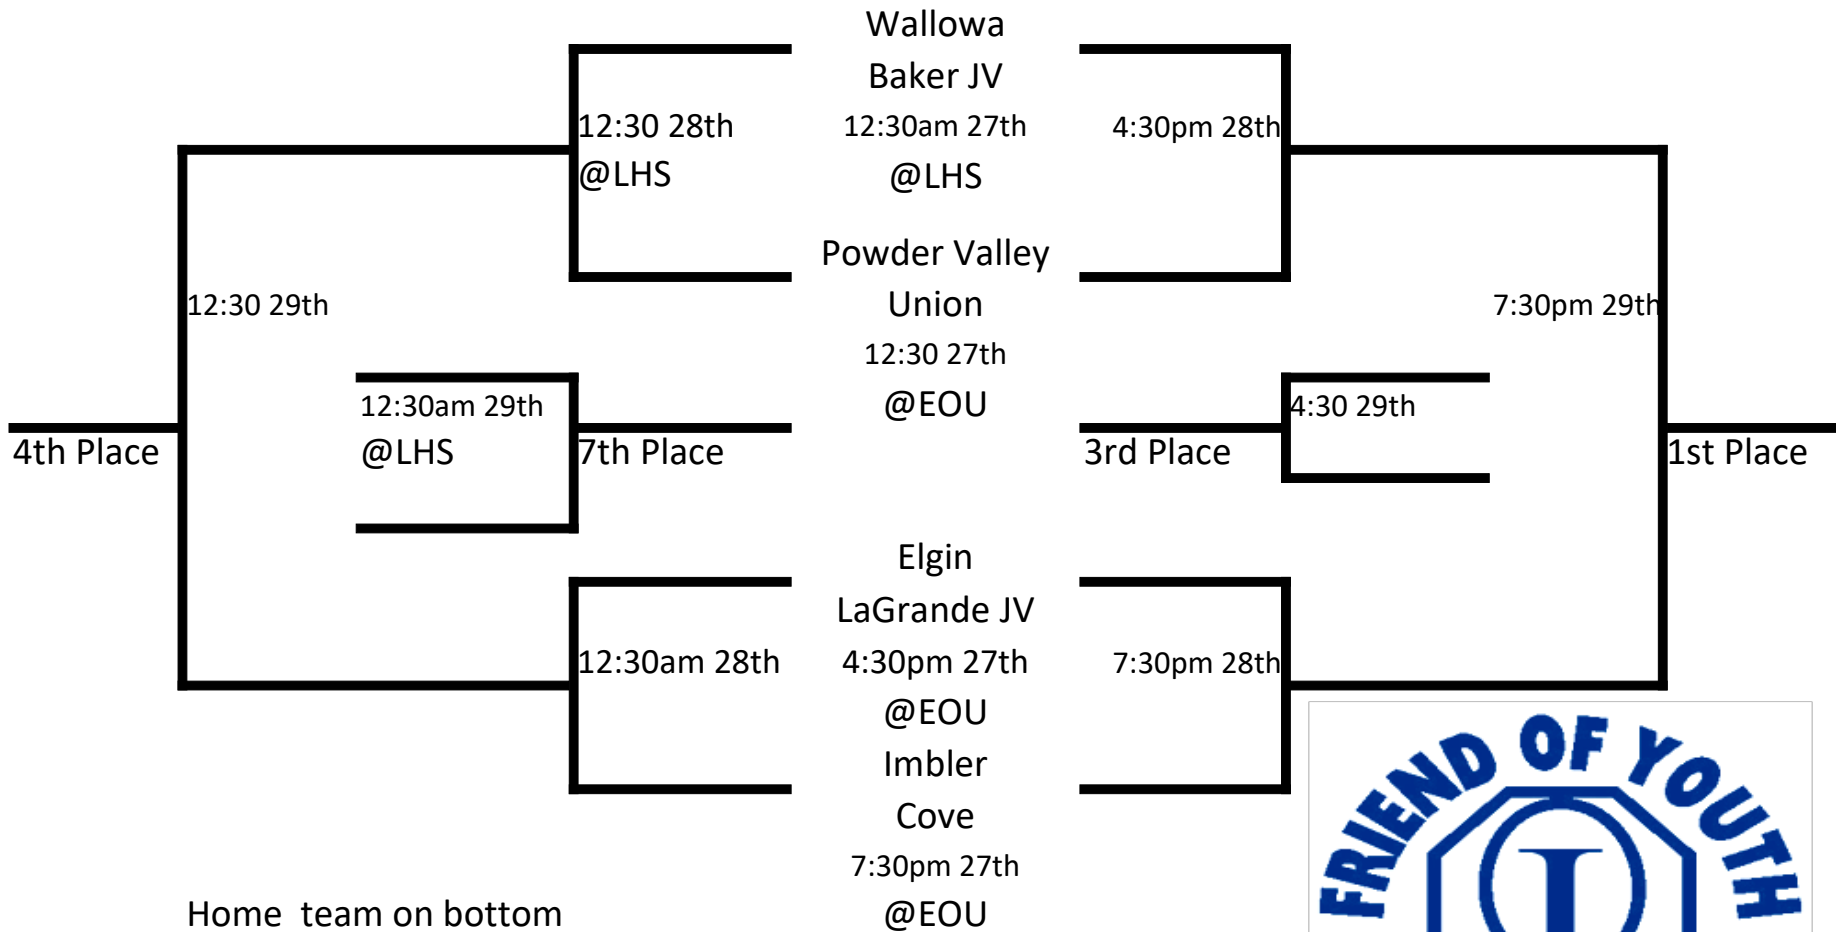 Wallowa
Baker JV
12:30 28th
12:30am 27th
4:30pm 28th
@LHS
@LHS
Powder Valley
12:30 29th
Union
7:30pm 29th
12:30 27th
12:30am 29th
@EOU
4:30 29th
4th Place
@LHS
7th Place
3rd Place
1st Place
Elgin
LaGrande JV
12:30am 28th
4:30pm 27th
7:30pm 28th
@EOU
Imbler
Cove
7:30pm 27th
Home  team on bottom
@EOU
FRIEND OF YOUTH
I